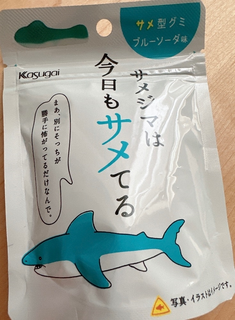 サメ型グミ
ブルーソーダ味
Kasugai
サメジマは
今日もサメてる
まあ、別にそっちが
勝手に怖がってるだけなんで。
写真・イラストはイメージです。